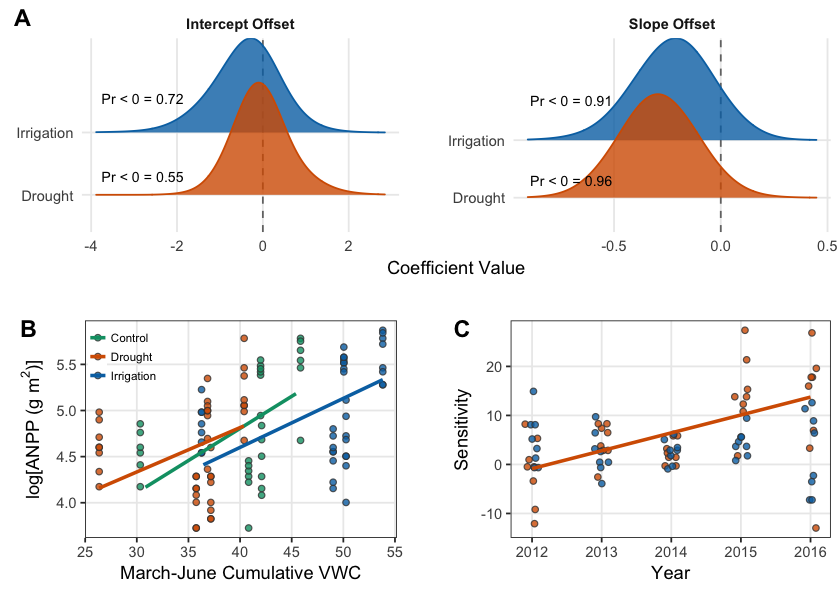 A
Intercept Offset
Slope Offset
Pr < 0 = 0.72
Pr < 0 = 0.91
Irrigation
Irrigation
Pr < 0 = 0.55
Pr < 0 = 0.96
Drought
Drought
-4 -2 0 2
-0.5 0.0 0.5
Coefficient Value
B
Control
Drought
Irrigation
log[ANPP (g m²)]
5.5
5.0
4.5
4.0
25 35 40 45 50 55
March-June Cumulative VWC
C
Sensitivity
20
10
0
-10
2012 2013 2014 2015 2016
Year